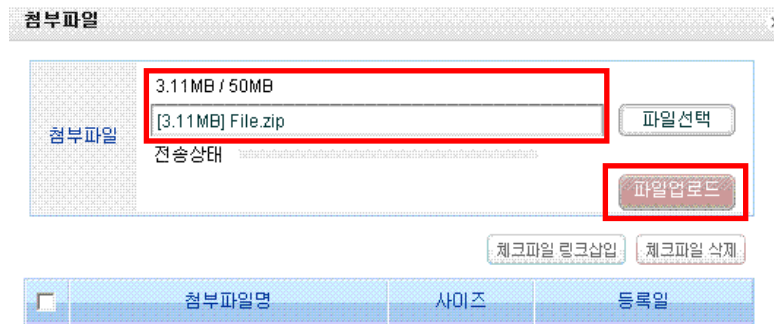 첨부파일
3.11MB / 50MB
[3.11MB] File.zip
파일선택
첨부파일
전송상태
파일업로드
체크파일 링크삽입 체크파일 삭제
첨부파일명 사이즈 등록일